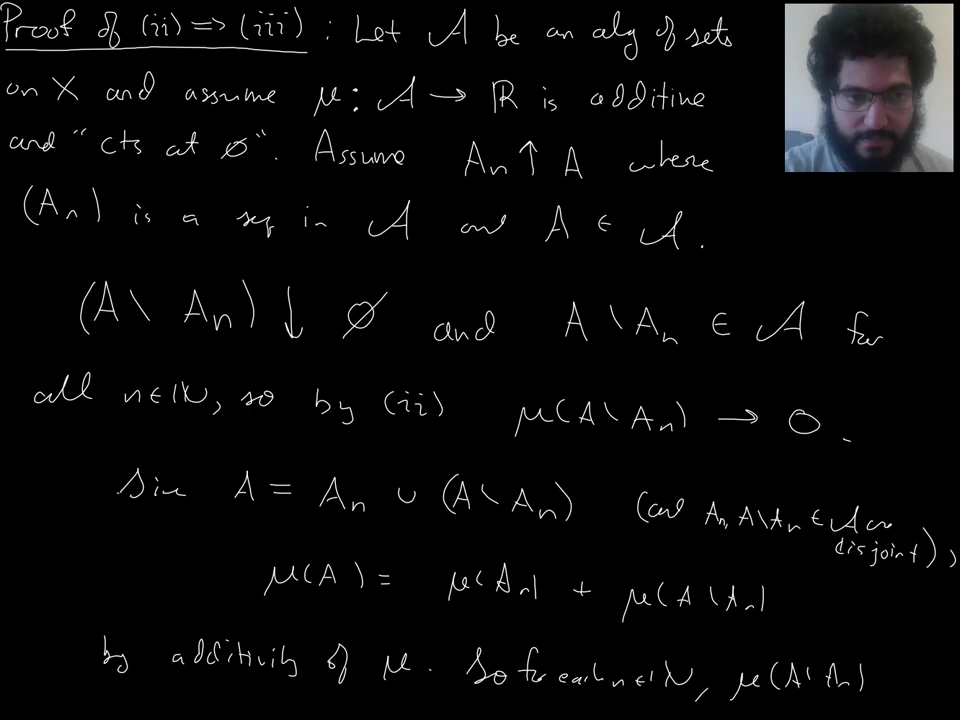 Proof of (ii) ⇒ (iii) : Let 𝒜 be an alg of sets
on X and assume μ : 𝒜 → ℝ is additive
and "cts at ∅". Assume Aₙ ↑ A where
(Aₙ) is a seq in 𝒜 and A ∈ 𝒜.
(A \ Aₙ) ↓ ∅ and A \ Aₙ ∈ 𝒜 for
all n ∈ ℕ, so by (ii) μ(A \ Aₙ) → 0.
Sinc A = Aₙ ∪ (A \ Aₙ) (and Aₙ, A \ Aₙ ∈ 𝒜 are
disjoint),
μ(A) = μ(Aₙ) + μ(A \ Aₙ)
by additivity of μ. So for each n ∈ ℕ, μ(A \ Aₙ)